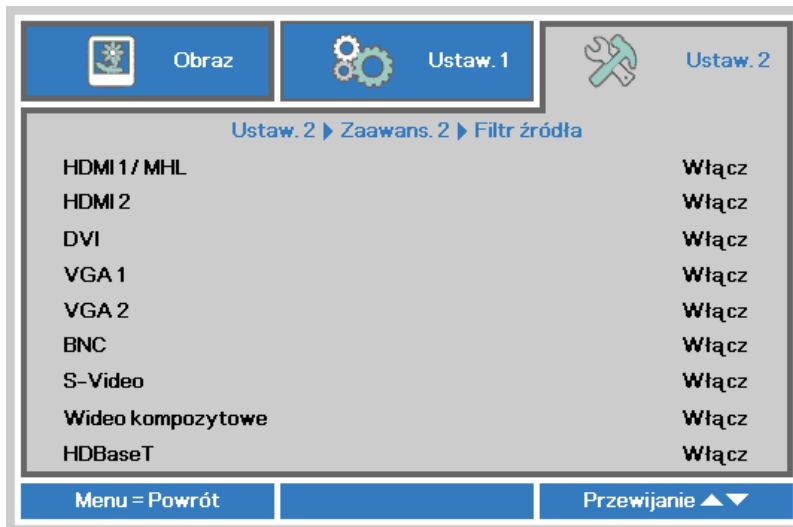 Obraz Ustaw. 1 Ustaw. 2
Ustaw. 2 ▶ Zaawans. 2 ▶ Filtr źródła
HDMI 1 / MHL Włącz
HDMI 2 Włącz
DVI Włącz
VGA 1 Włącz
VGA 2 Włącz
BNC Włącz
S-Video Włącz
Wideo kompozytowe Włącz
HDBaseT Włącz
Menu = Powrót Przewijanie ▲▼